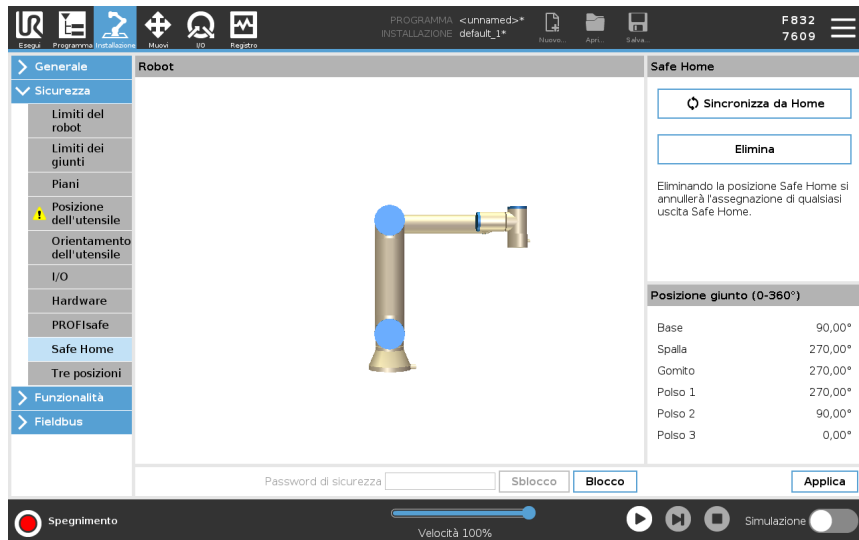 UR
PROGRAMMA <unnamed>*
INSTALLAZIONE default_1*
F832
7609
Esegui Programma Installazione Muovi I/O Registro Nuovo... Apri... Salva...
Generale
Sicurezza
Limiti del
robot
Limiti dei
giunti
Piani
Posizione
dell'utensile
Orientamento
dell'utensile
I/O
Hardware
PROFIsafe
Safe Home
Tre posizioni
Funzionalità
Fieldbus
Robot
Safe Home
Sincronizza da Home
Elimina
Eliminando la posizione Safe Home si
annullerà l'assegnazione di qualsiasi
uscita Safe Home.
Posizione giunto (0-360°)
Base 90,00°
Spalla 270,00°
Gomito 270,00°
Polso 1 270,00°
Polso 2 90,00°
Polso 3 0,00°
Password di sicurezza Sblocco Blocco Applica
Spegnimento
Velocità 100%
Simulazione